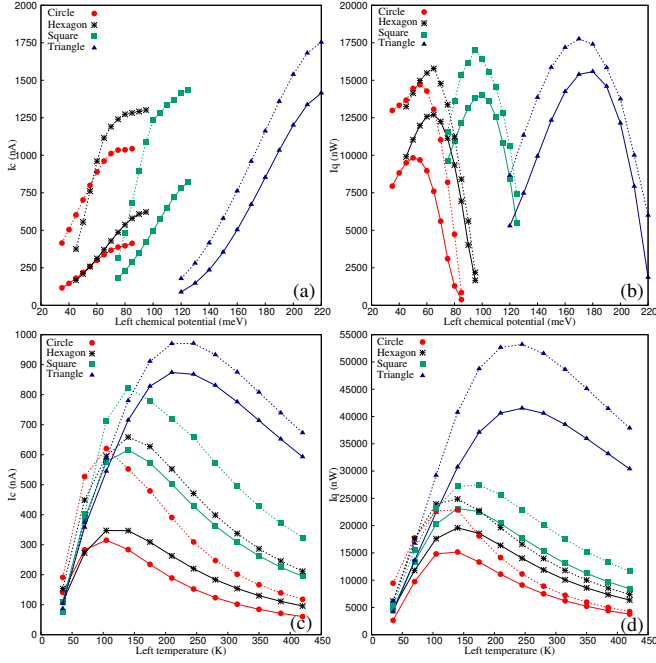 2000
1750
1500
1250
1000
750
500
250
0
Ic (nA)
Circle
Hexagon
Square
Triangle
(a)
20 40 60 80 100 120 140 160 180 200 220
Left chemical potential (meV)
20000
17500
15000
12500
10000
7500
5000
2500
0
Iq (nW)
Circle
Hexagon
Square
Triangle
(b)
20 40 60 80 100 120 140 160 180 200 220
Left chemical potential (meV)
1000
900
800
700
600
500
400
300
200
100
0
Ic (nA)
Circle
Hexagon
Square
Triangle
(c)
0 50 100 150 200 250 300 350 400 450
Left temperature (K)
55000
50000
45000
40000
35000
30000
25000
20000
15000
10000
5000
0
Iq (nW)
Circle
Hexagon
Square
Triangle
(d)
0 50 100 150 200 250 300 350 400 450
Left temperature (K)